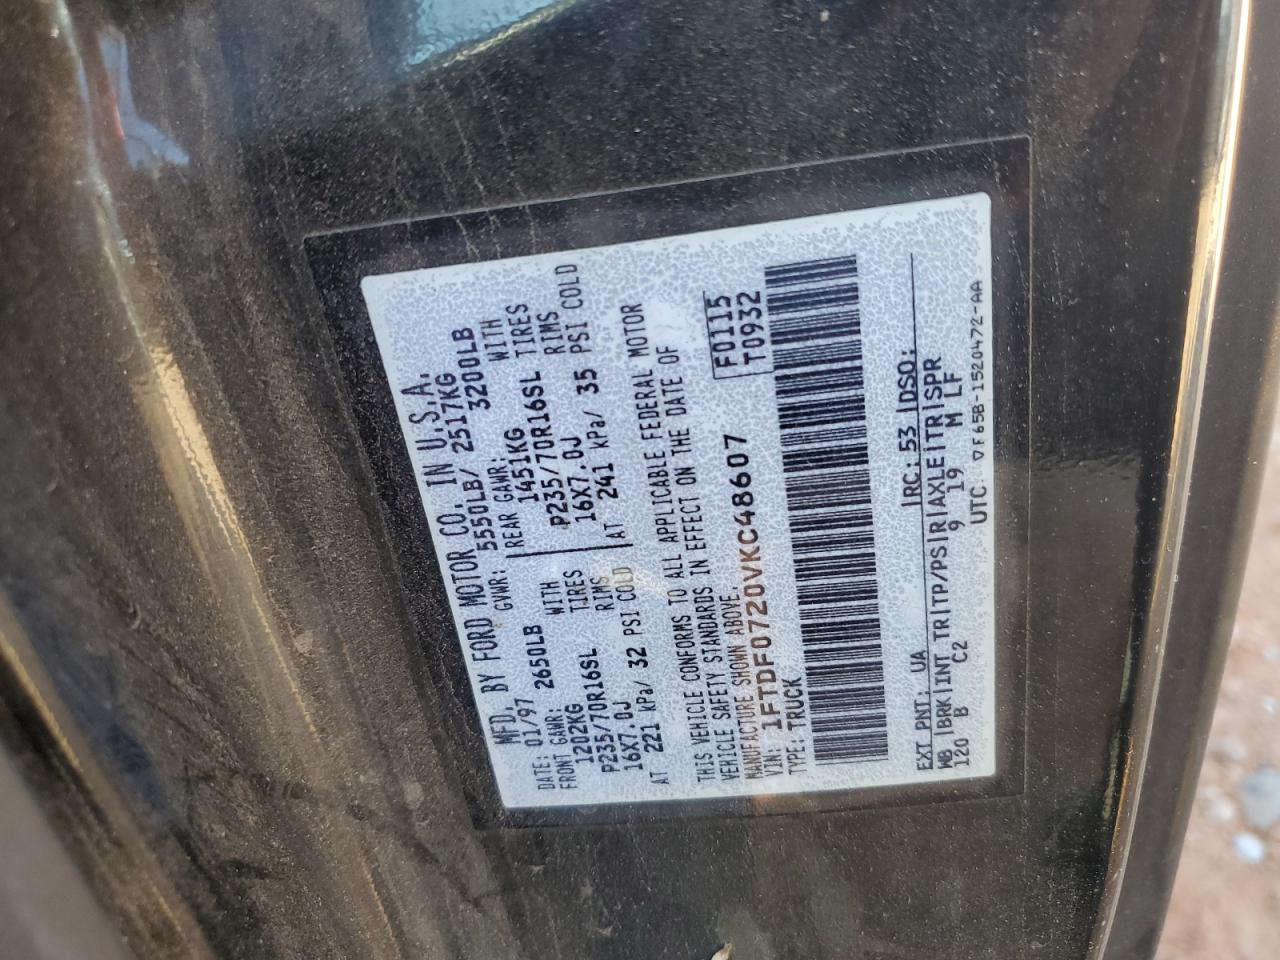 MFD. BY FORD MOTOR CO. IN U.S.A.
DATE: 01/97 GVWR: 5550LB/ 2517KG
FRONT GAWR: 2650LB REAR GAWR: 3200LB
1202KG WITH 1451KG WITH
P235/70R16SL TIRES P235/70R16SL TIRES
16X7.0J RIMS 16X7.0J RIMS
AT 221 kPa/ 32 PSI COLD AT 241 kPa/ 35 PSI COLD
THIS VEHICLE CONFORMS TO ALL APPLICABLE FEDERAL MOTOR
VEHICLE SAFETY STANDARDS IN EFFECT ON THE DATE OF
MANUFACTURE SHOWN ABOVE.
VIN: 1FTDF0720VKC48607 F0115
TYPE: TRUCK T0932
EXT PNT: UA RC: 53 DSO:
WB BRK INT TR TP/PS R AXLE TR SPR
120 B C2 9 19 M LF
UTC ▽F65B-1520472-AA